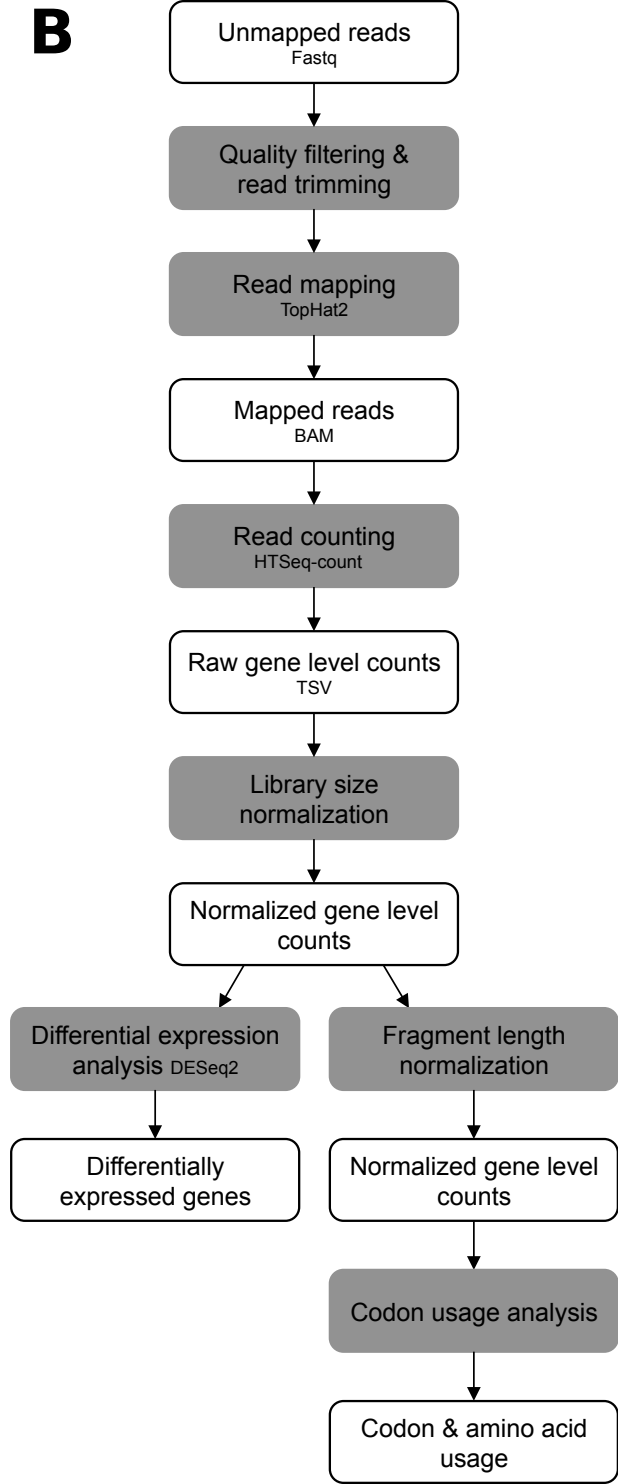 B
Unmapped reads
Fastq
Quality filtering &
read trimming
Read mapping
TopHat2
Mapped reads
BAM
Read counting
HTSeq-count
Raw gene level counts
TSV
Library size
normalization
Normalized gene level
counts
Differential expression
analysis DESeq2
Fragment length
normalization
Differentially
expressed genes
Normalized gene level
counts
Codon usage analysis
Codon & amino acid
usage